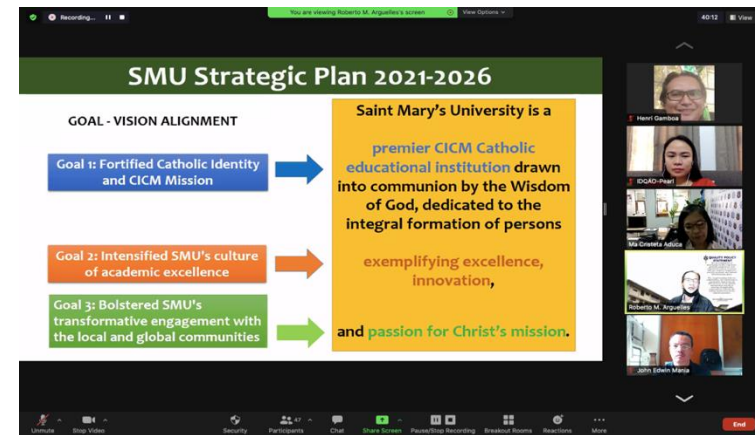 Recording...
You are viewing Roberto M. Arguelles's screen
View Options
40:12
View
SMU Strategic Plan 2021-2026
GOAL - VISION ALIGNMENT
Goal 1: Fortified Catholic Identity
and CICM Mission
Goal 2: Intensified SMU's culture
of academic excellence
Goal 3: Bolstered SMU's
transformative engagement with
the local and global communities
Saint Mary's University is a
premier CICM Catholic
educational institution drawn
into communion by the Wisdom
of God, dedicated to the
integral formation of persons
exemplifying excellence,
innovation,
and passion for Christ's mission.
Henri Gamboa
IDQAO-Pearl
Ma Cristeta Aduca
QUALITY POLICY
STATEMENT
Roberto M. Arguelles
John Edwin Mania
Unmute
Stop Video
Security
47
Participants
Chat
Share Screen
Pause/Stop Recording
Breakout Rooms
Reactions
More
End